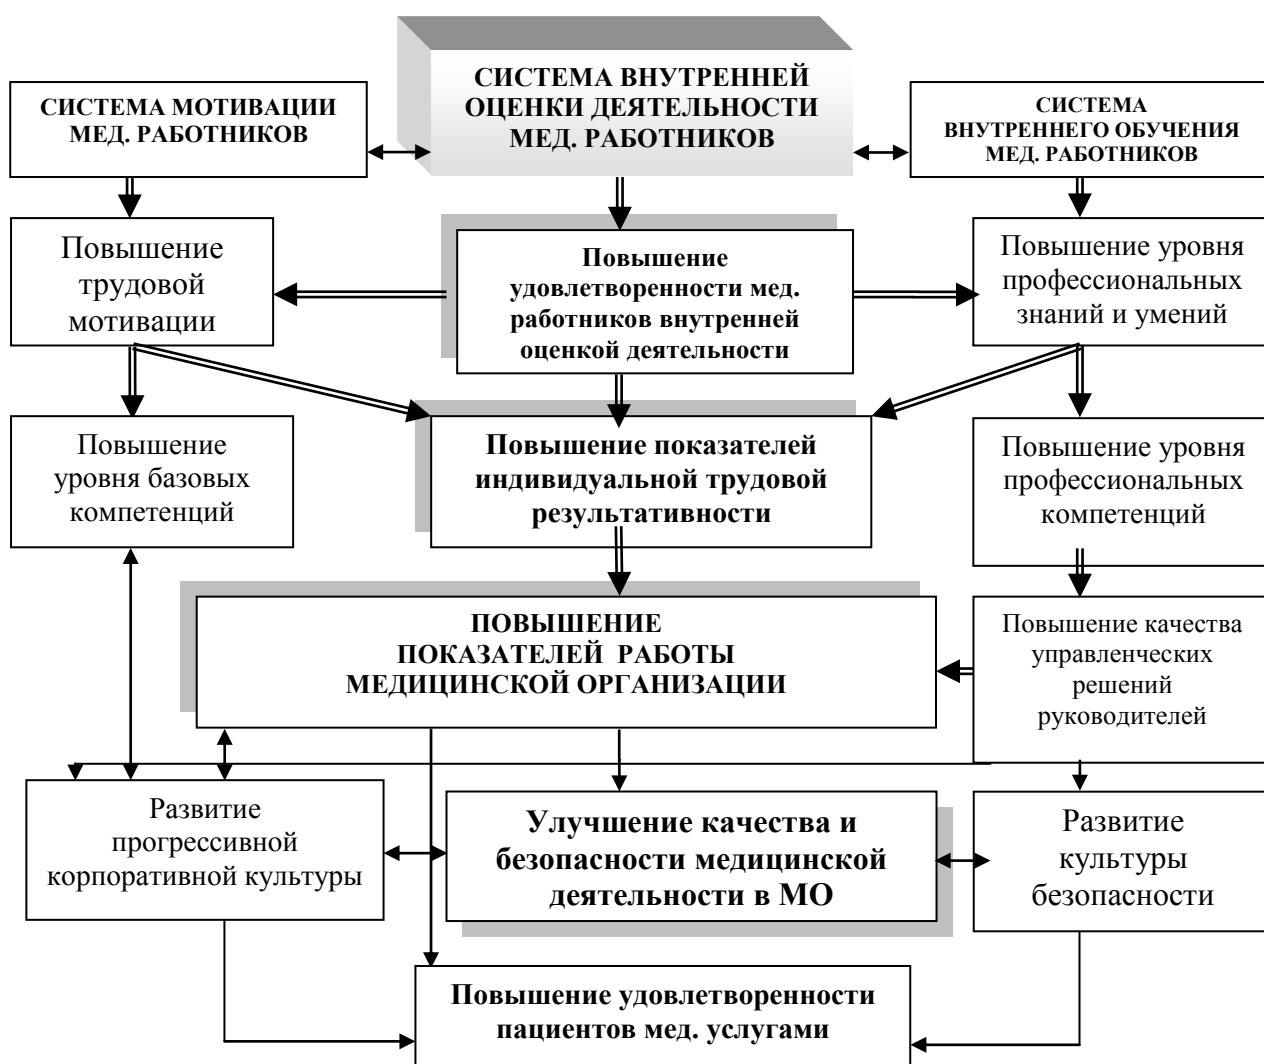 СИСТЕМА МОТИВАЦИИ
МЕД. РАБОТНИКОВ
СИСТЕМА ВНУТРЕННЕЙ
ОЦЕНКИ ДЕЯТЕЛЬНОСТИ
МЕД. РАБОТНИКОВ
СИСТЕМА
ВНУТРЕННЕГО ОБУЧЕНИЯ
МЕД. РАБОТНИКОВ
Повышение
трудовой
мотивации
Повышение
удовлетворенности мед.
работников внутренней
оценкой деятельности
Повышение уровня
профессиональных
знаний и умений
Повышение
уровня базовых
компетенций
Повышение показателей
индивидуальной трудовой
результативности
Повышение уровня
профессиональных
компетенций
ПОВЫШЕНИЕ
ПОКАЗАТЕЛЕЙ РАБОТЫ
МЕДИЦИНСКОЙ ОРГАНИЗАЦИИ
Повышение качества
управленческих
решений
руководителей
Развитие
прогрессивной
корпоративной культуры
Улучшение качества и
безопасности медицинской
деятельности в МО
Развитие
культуры
безопасности
Повышение удовлетворенности
пациентов мед. услугами